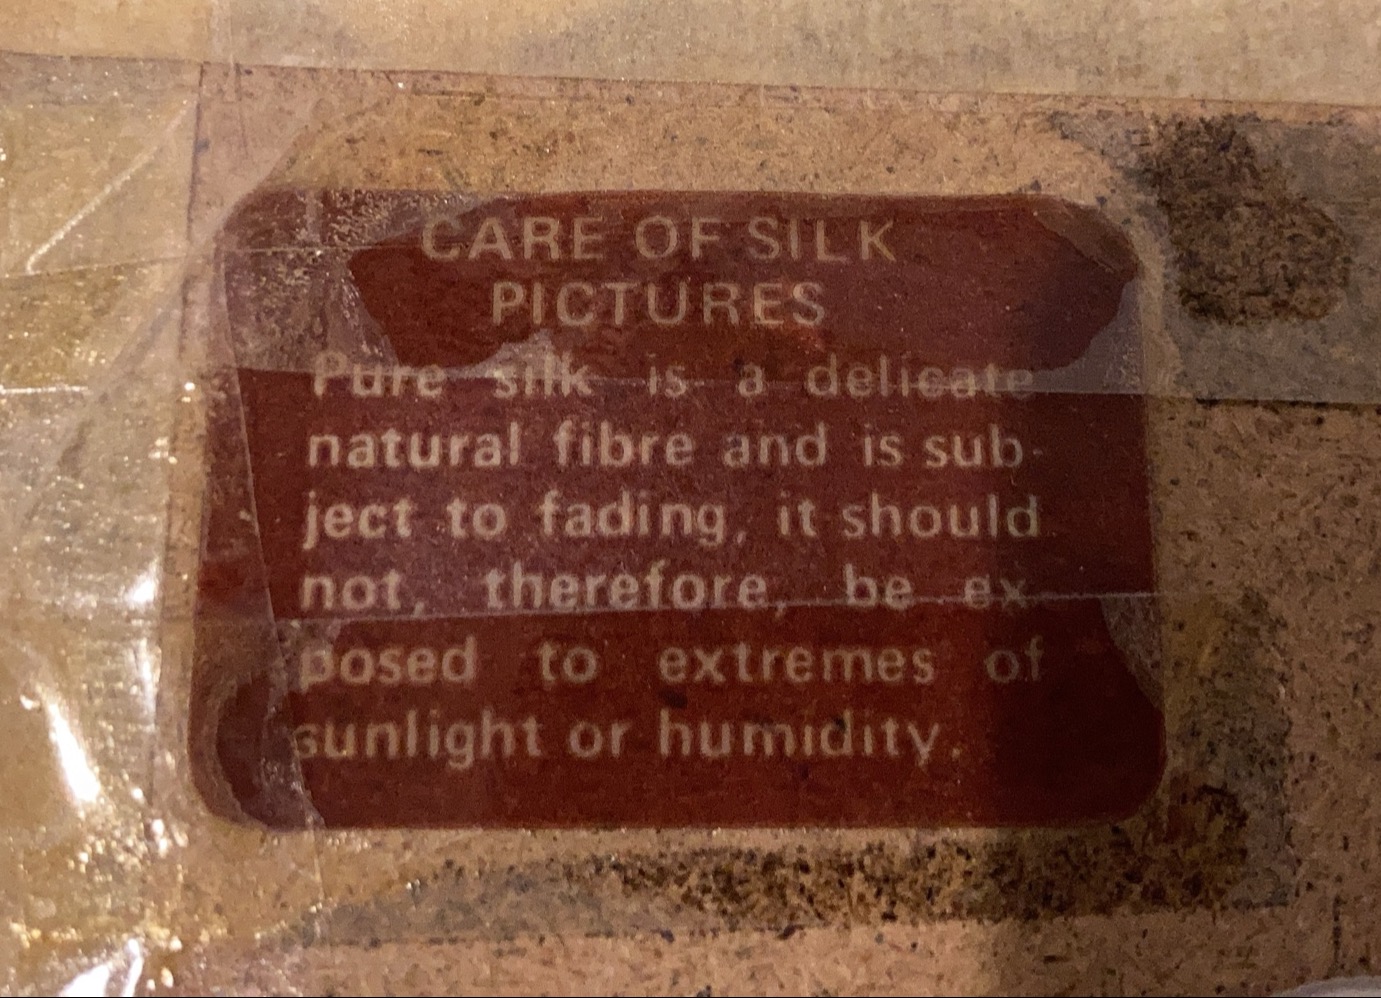 CARE OF SILK
PICTURES
Pure silk is a delicate
natural fibre and is sub-
ject to fading, it should
not, therefore, be ex-
posed to extremes of
sunlight or humidity.